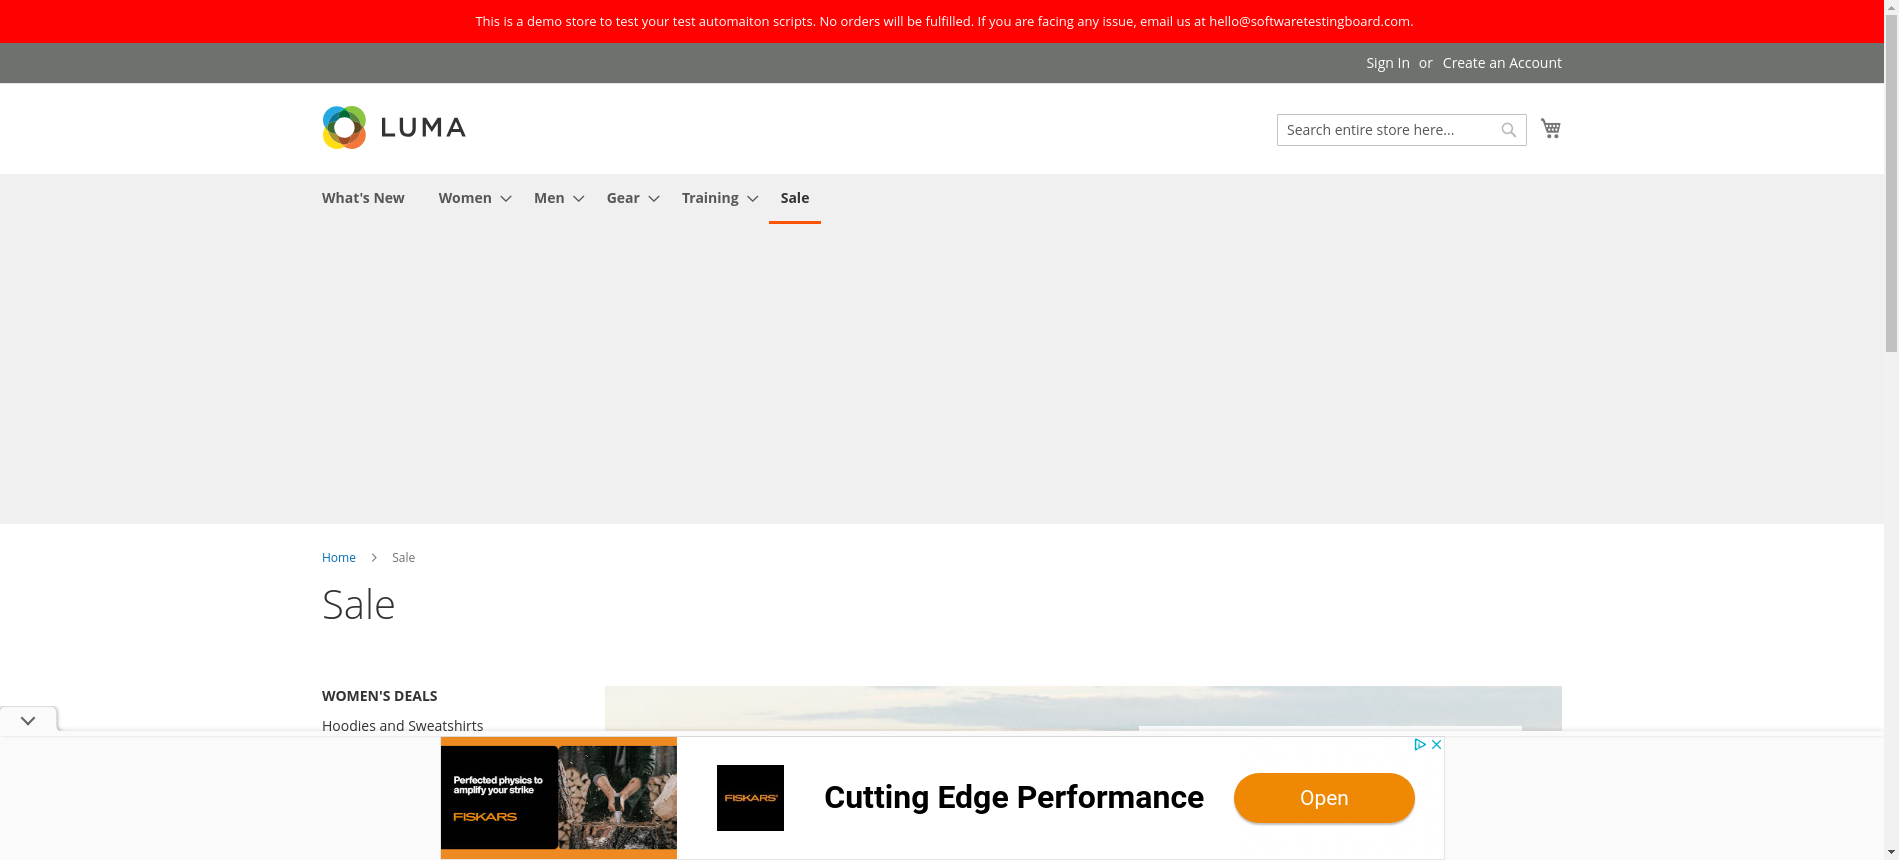 This is a demo store to test your test automaiton scripts. No orders will be fulfilled. If you are facing any issue, email us at hello@softwaretestingboard.com.
Sign In or Create an Account
LUMA
Search entire store here...
What's New Women Men Gear Training Sale
Home > Sale
Sale
WOMEN'S DEALS
Hoodies and Sweatshirts
Perfected physics to
amplify your strike
FISKARS
FISKARS
Cutting Edge Performance
Open